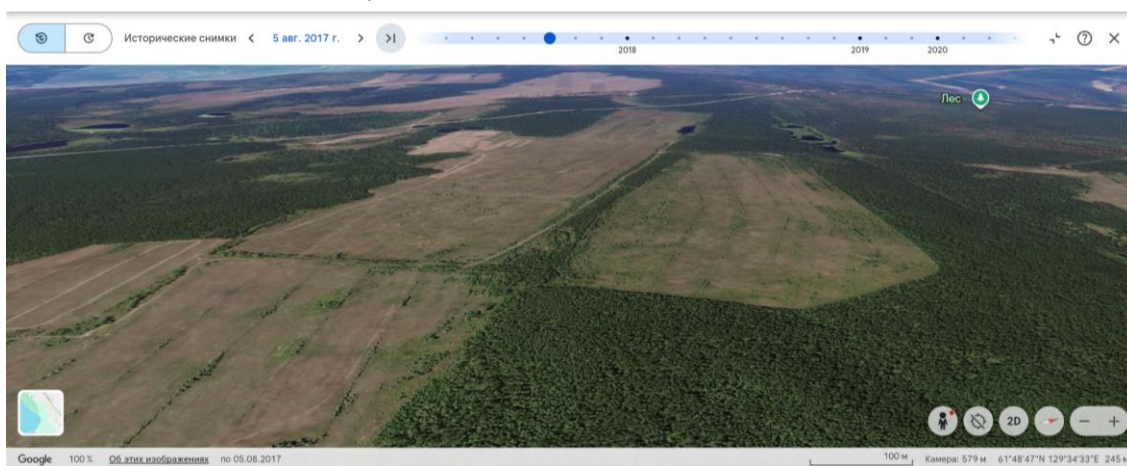 Исторические снимки 5 авг. 2017 г.
2018 2019 2020
Лес
2D
Google 100 % Об этих изображениях по 05.08.2017 100 м Камера: 579 м 61°48'47"N 129°34'33"E 245 м